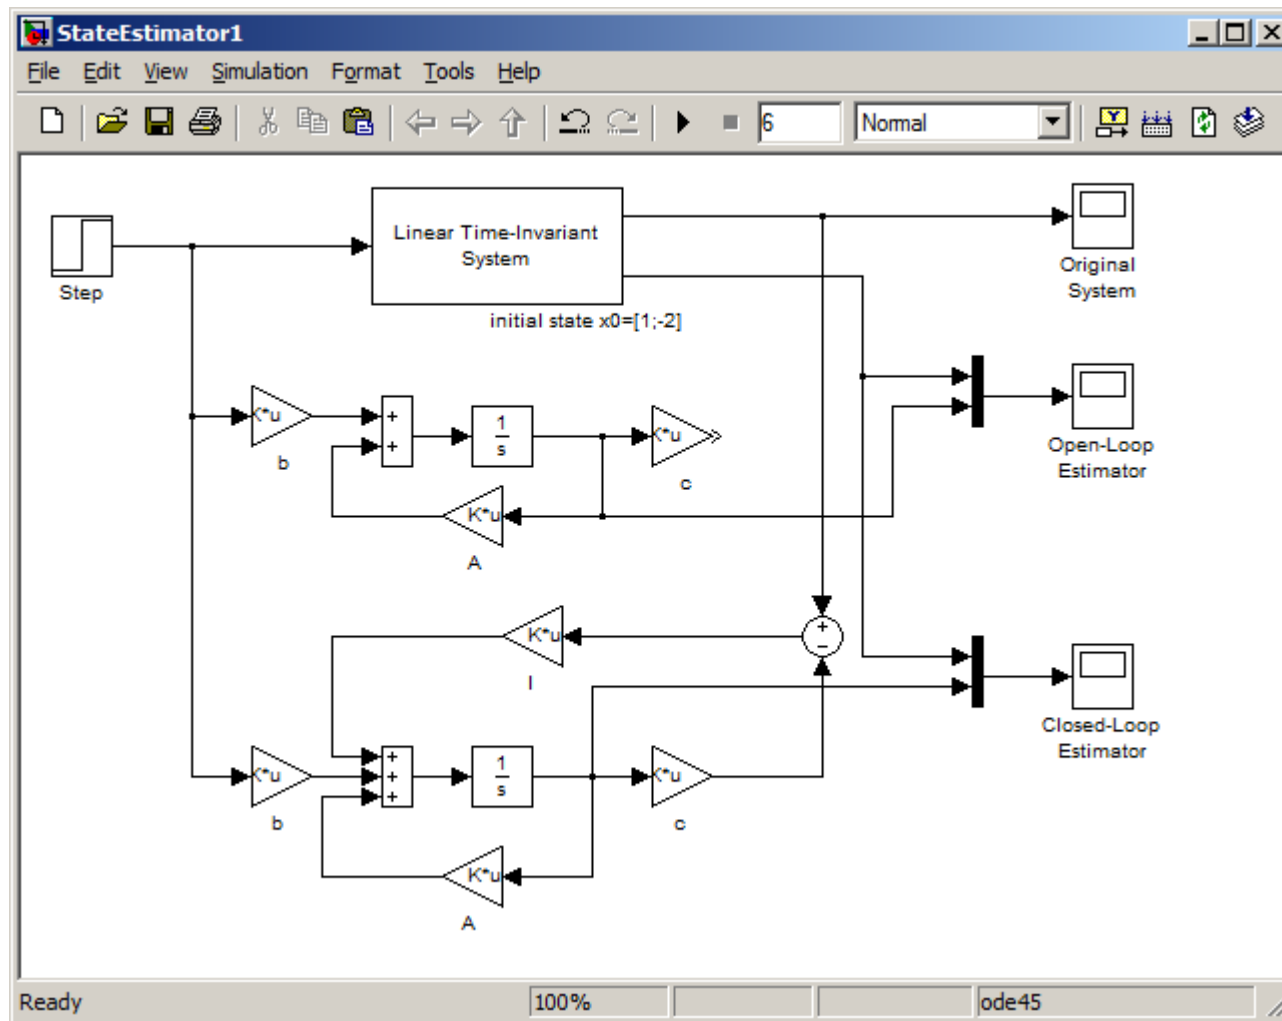 StateEstimator1
File Edit View Simulation Format Tools Help
6 Normal
Step
Linear Time-Invariant
System
initial state x0=[1;-2]
Original
System
K*u
b
+
+
1
s
K*u
c
K*u
A
Open-Loop
Estimator
K*u
l
+
−
K*u
b
+
+
+
1
s
K*u
c
K*u
A
Closed-Loop
Estimator
Ready 100% ode45